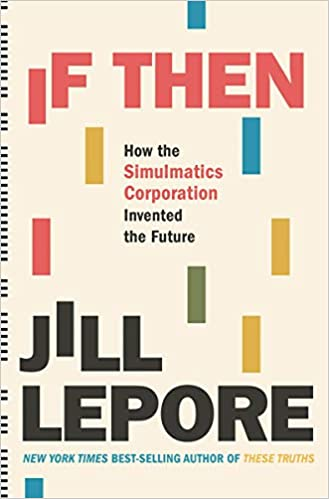 IF THEN
How the
Simulmatics
Corporation
Invented
the Future
JILL
LEPORE
NEW YORK TIMES BEST-SELLING AUTHOR OF THESE TRUTHS